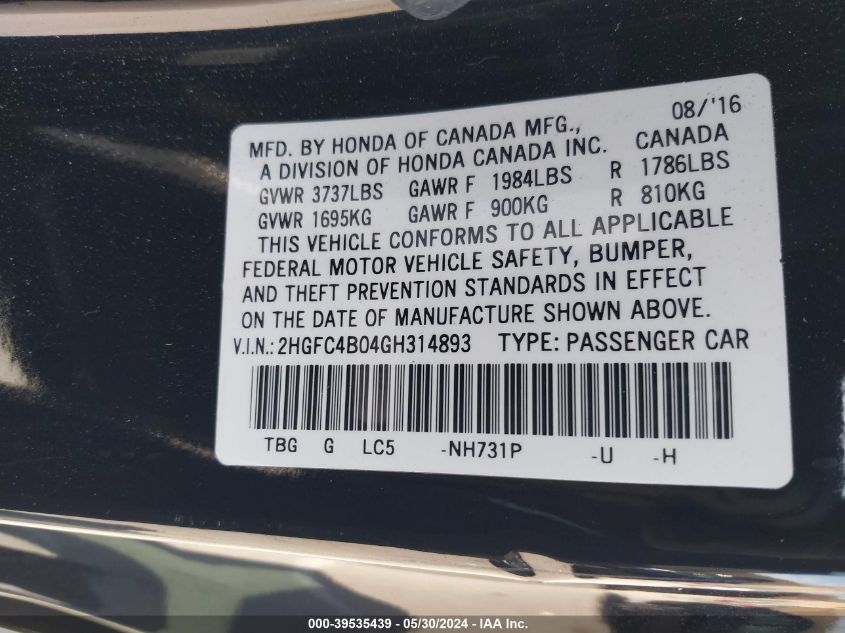 08/'16
MFD. BY HONDA OF CANADA MFG.,
A DIVISION OF HONDA CANADA INC. CANADA
GVWR 3737LBS GAWR F 1984LBS R 1786LBS
GVWR 1695KG GAWR F 900KG R 810KG
THIS VEHICLE CONFORMS TO ALL APPLICABLE
FEDERAL MOTOR VEHICLE SAFETY, BUMPER,
AND THEFT PREVENTION STANDARDS IN EFFECT
ON THE DATE OF MANUFACTURE SHOWN ABOVE.
V.I.N.: 2HGFC4B04GH314893 TYPE: PASSENGER CAR
TBG G LC5 -NH731P -U -H
000-39535439 - 05/30/2024 - IAA Inc.